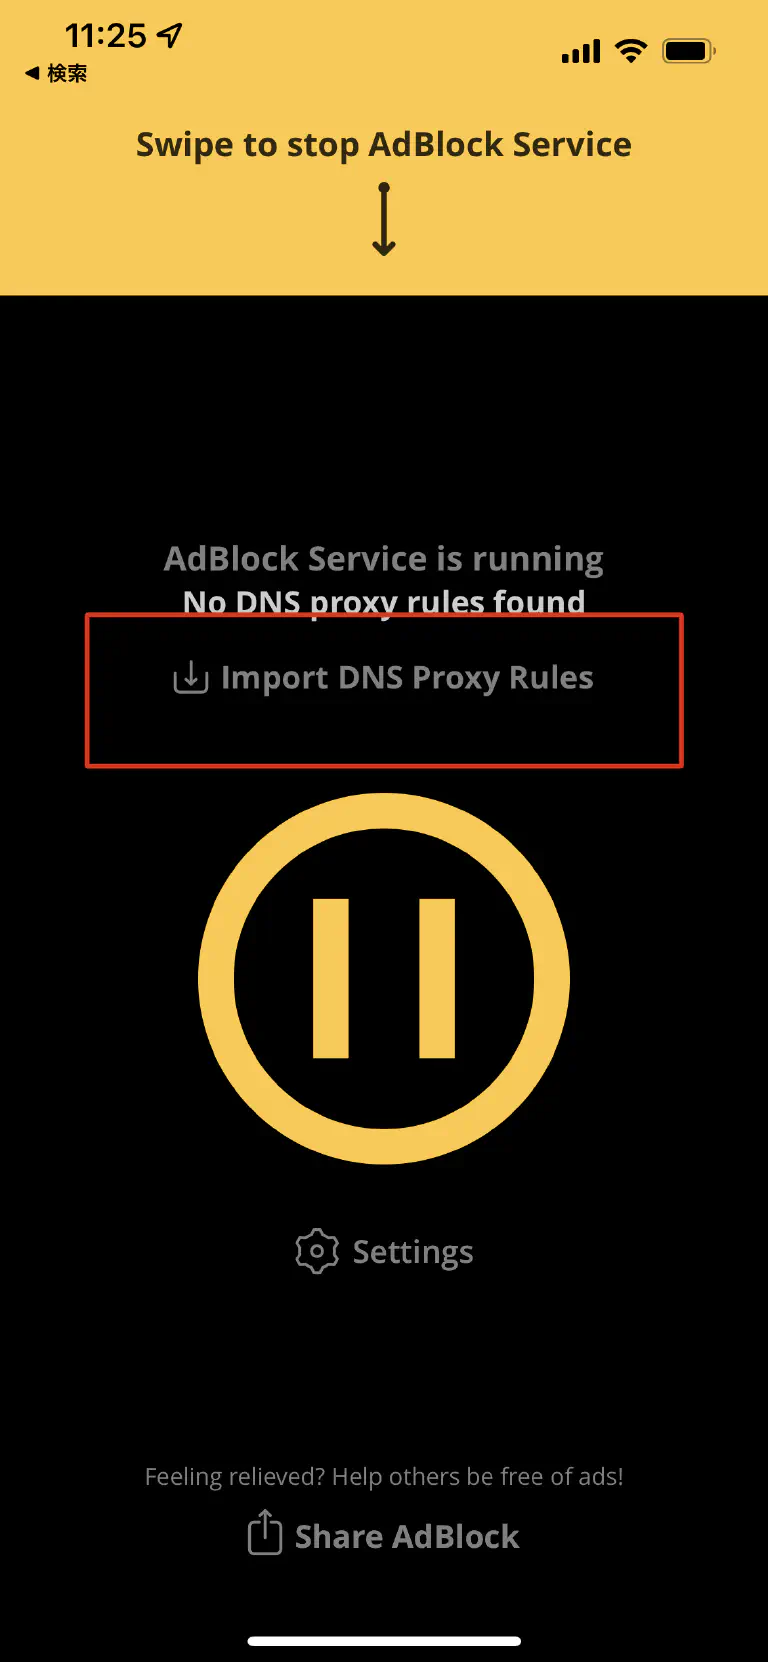 11:25
◀ 検索
Swipe to stop AdBlock Service
AdBlock Service is running
No DNS proxy rules found
Import DNS Proxy Rules
Settings
Feeling relieved? Help others be free of ads!
Share AdBlock